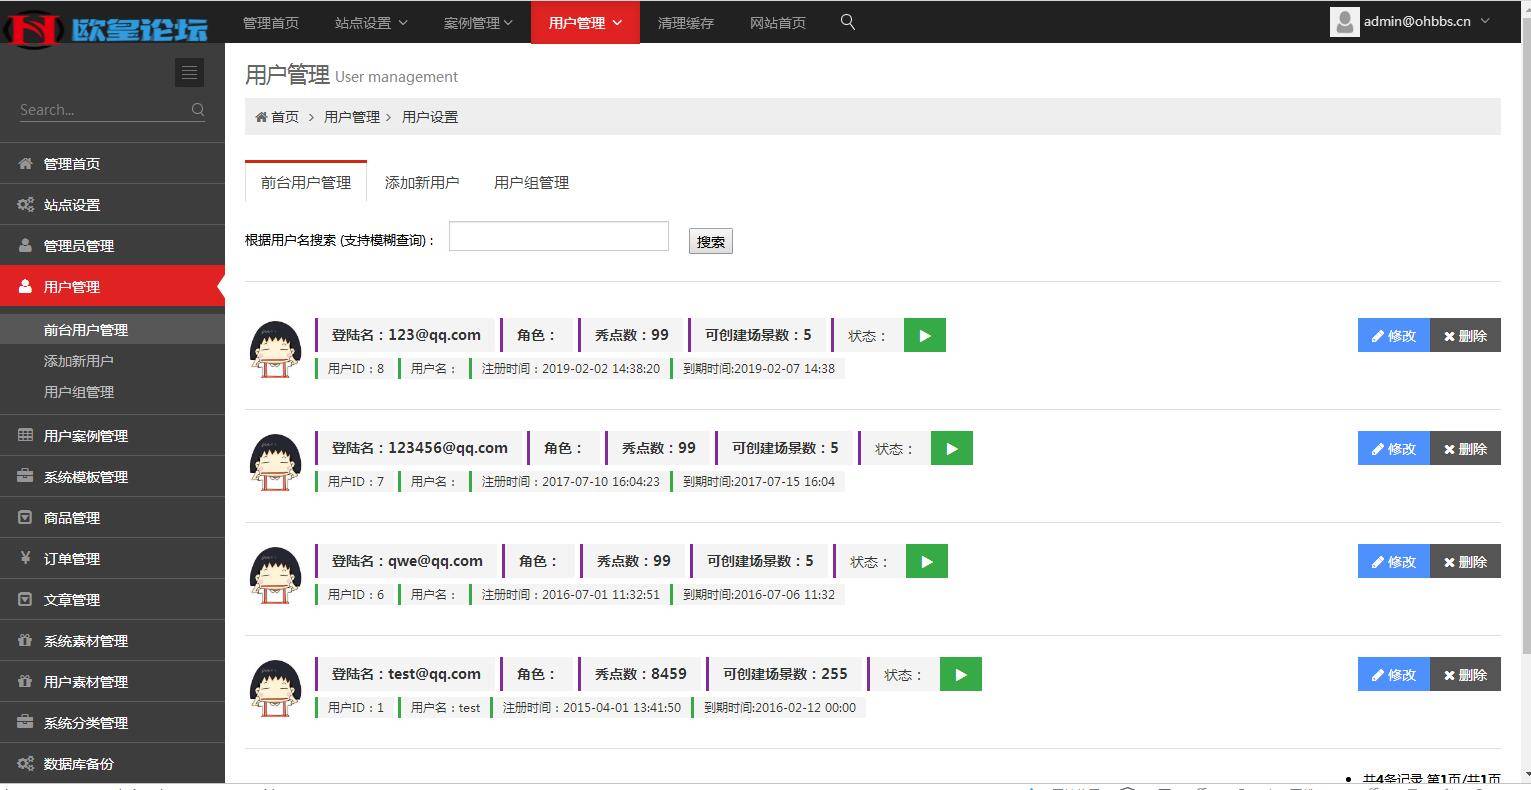 欧皇论坛 管理首页 站点设置 案例管理 用户管理 清理缓存 网站首页 admin@ohbbs.cn
用户管理 User management
Search...
首页 > 用户管理 > 用户设置
管理首页
站点设置
管理员管理
用户管理
前台用户管理
添加新用户
用户组管理
用户案例管理
系统模板管理
商品管理
订单管理
文章管理
系统素材管理
用户素材管理
系统分类管理
数据库备份
前台用户管理 添加新用户 用户组管理
根据用户名搜索 (支持模糊查询)： 搜索
登陆名：123@qq.com 角色： 秀点数：99 可创建场景数：5 状态： 修改 删除
用户ID：8 用户名： 注册时间：2019-02-02 14:38:20 到期时间:2019-02-07 14:38
登陆名：123456@qq.com 角色： 秀点数：99 可创建场景数：5 状态： 修改 删除
用户ID：7 用户名： 注册时间：2017-07-10 16:04:23 到期时间:2017-07-15 16:04
登陆名：qwe@qq.com 角色： 秀点数：99 可创建场景数：5 状态： 修改 删除
用户ID：6 用户名： 注册时间：2016-07-01 11:32:51 到期时间:2016-07-06 11:32
登陆名：test@qq.com 角色： 秀点数：8459 可创建场景数：255 状态： 修改 删除
用户ID：1 用户名：test 注册时间：2015-04-01 13:41:50 到期时间:2016-02-12 00:00
共4条记录 第1页/共1页